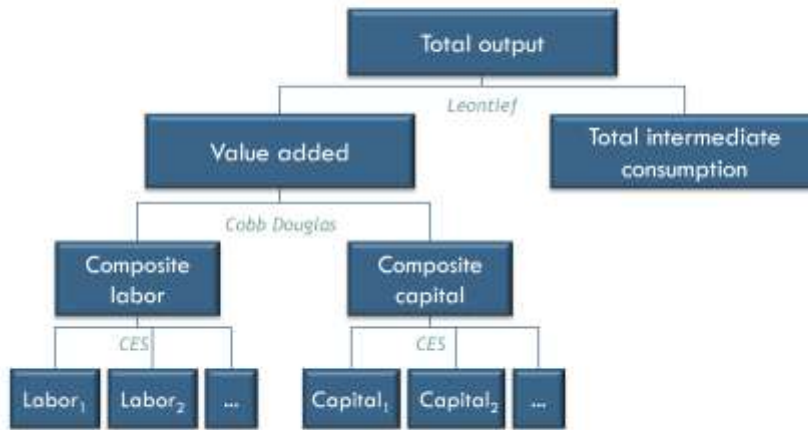 Total output
Leontief
Value added
Total intermediate
consumption
Cobb Douglas
Composite
labor
Composite
capital
CES
CES
Labor₁
Labor₂
...
Capital₁
Capital₂
...